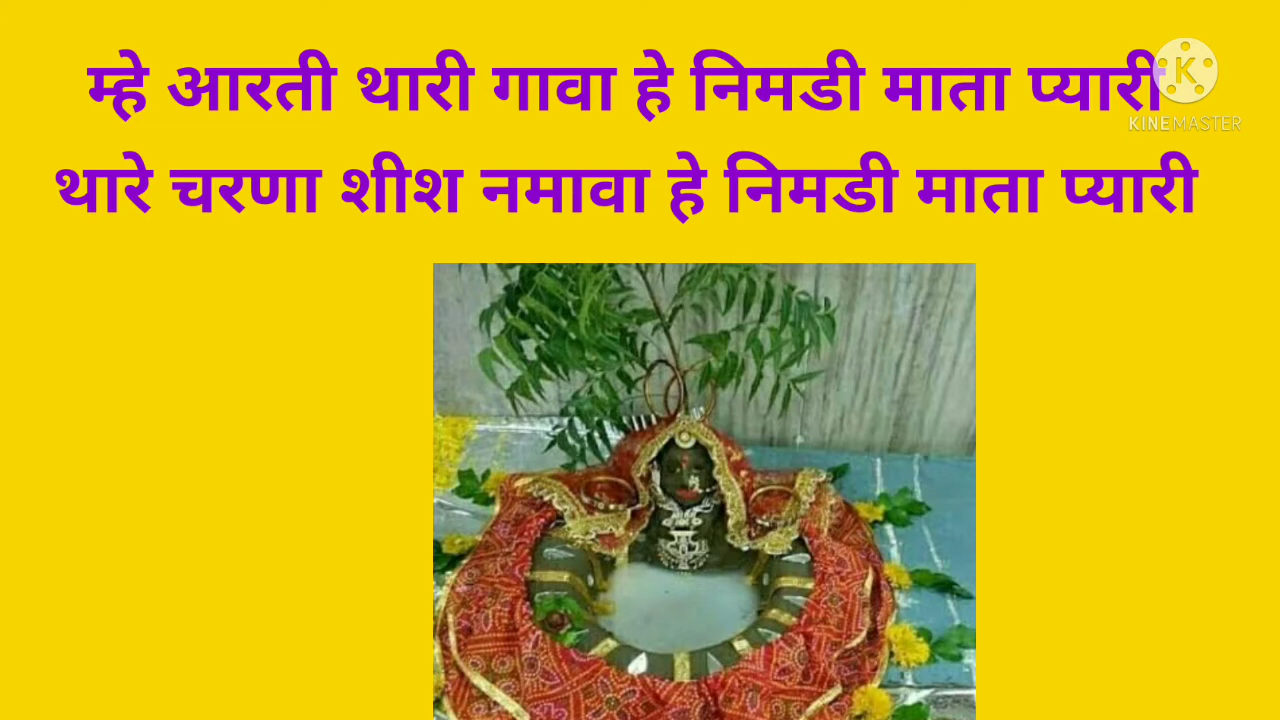 म्हे आरती थारी गावा हे निमडी माता प्यारी
थारे चरणा शीश नमावा हे निमडी माता प्यारी
K
KINEMASTER